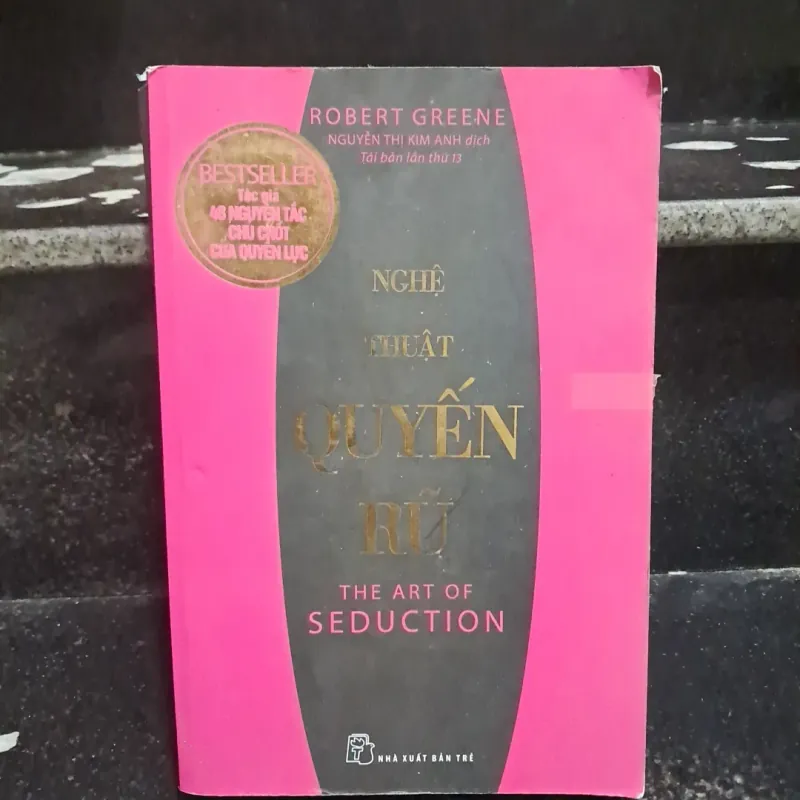 ROBERT GREENE
NGUYỄN THỊ KIM ANH dịch
Tái bản lần thứ 13
BESTSELLER
Tác giả
48 NGUYÊN TẮC
CHỦ CHỐT
CỦA QUYỀN LỰC
NGHỆ
THUẬT
QUYẾN
RŨ
THE ART OF
SEDUCTION
NHÀ XUẤT BẢN TRẺ